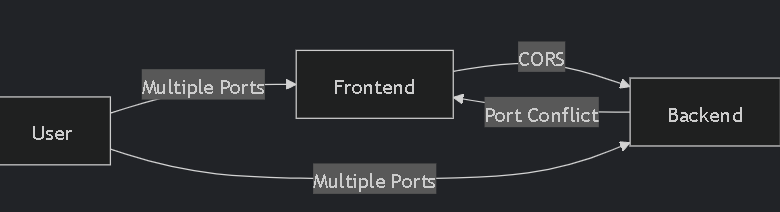 CORS
Multiple Ports
Frontend
Port Conflict
Backend
User
Multiple Ports